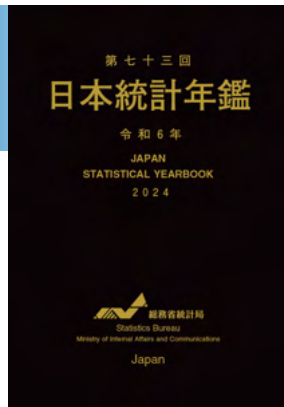 第七十三回
日本統計年鑑
令和6年
JAPAN
STATISTICAL YEARBOOK
2024
総務省統計局
Statistics Bureau
Ministry of Internal Affairs and Communications
Japan